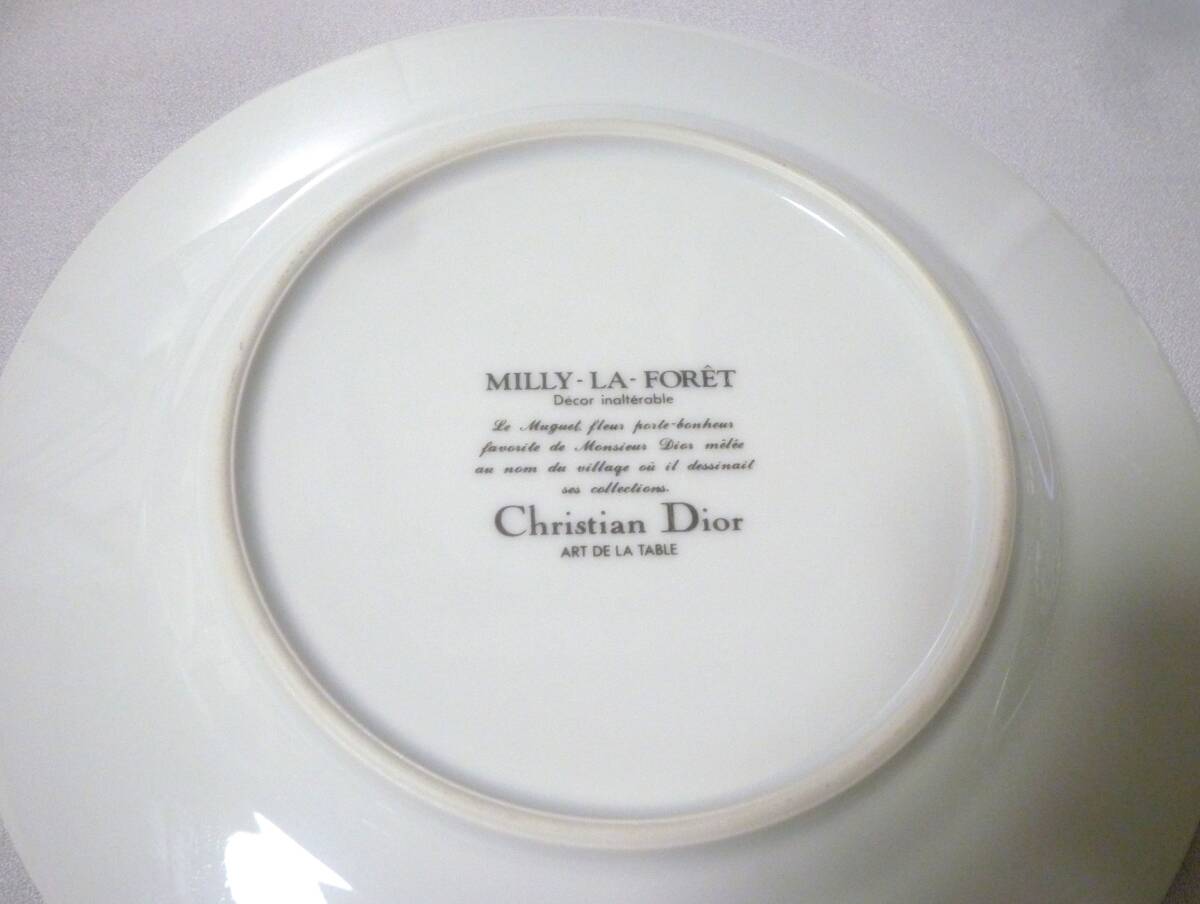 MILLY-LA-FORÊT
Décor inaltérable
Le Muguet, fleur porte-bonheur
favorite de Monsieur Dior mêlée
au nom du village où il dessinait
ses collections.
Christian Dior
ART DE LA TABLE